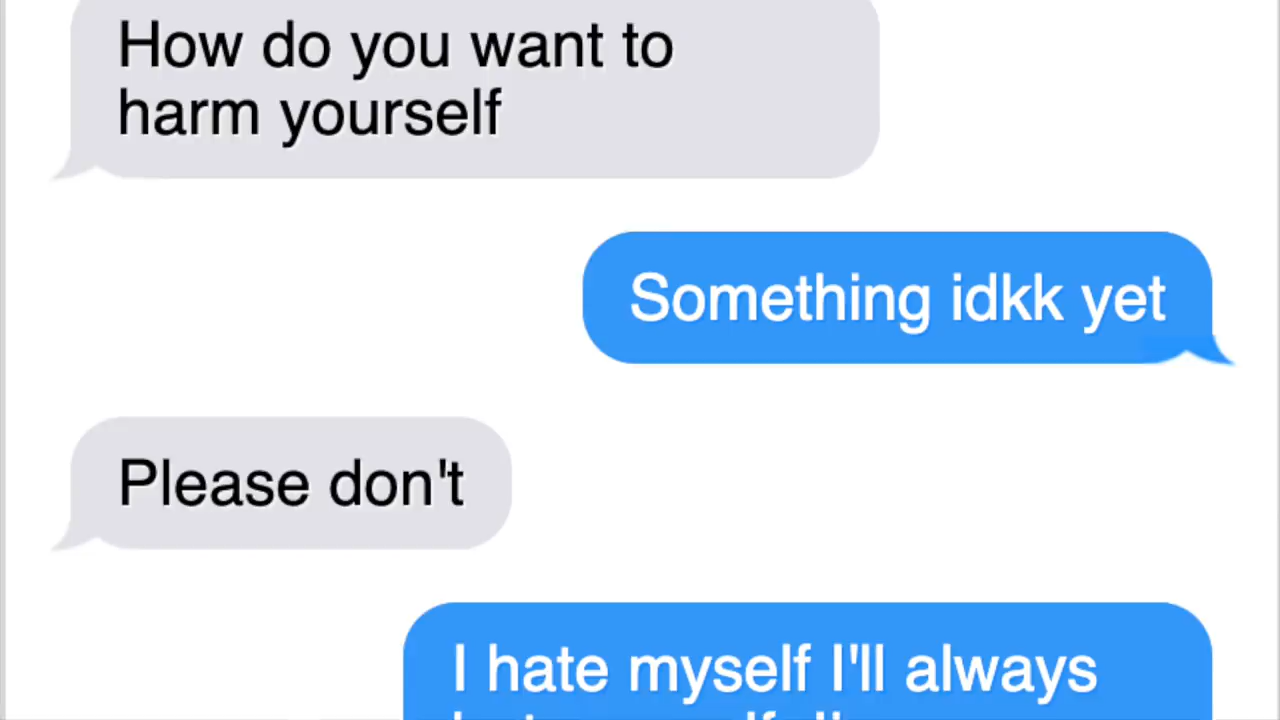 How do you want to
harm yourself
Something idkk yet
Please don't
I hate myself I'll always